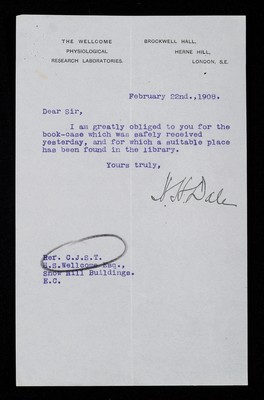 THE WELLCOME
PHYSIOLOGICAL
RESEARCH LABORATORIES.
BROCKWELL HALL,
HERNE HILL,
LONDON, S.E.
February 22nd.,1908.
Dear Sir,
I am greatly obliged to you for the
book-case which was safely received
yesterday, and for which a suitable place
has been found in the library.
Yours truly,
H H Dale
Ref. C.J.S.T.
H.S.Wellcome Esq.,
Snow Hill Buildings.
E.C.